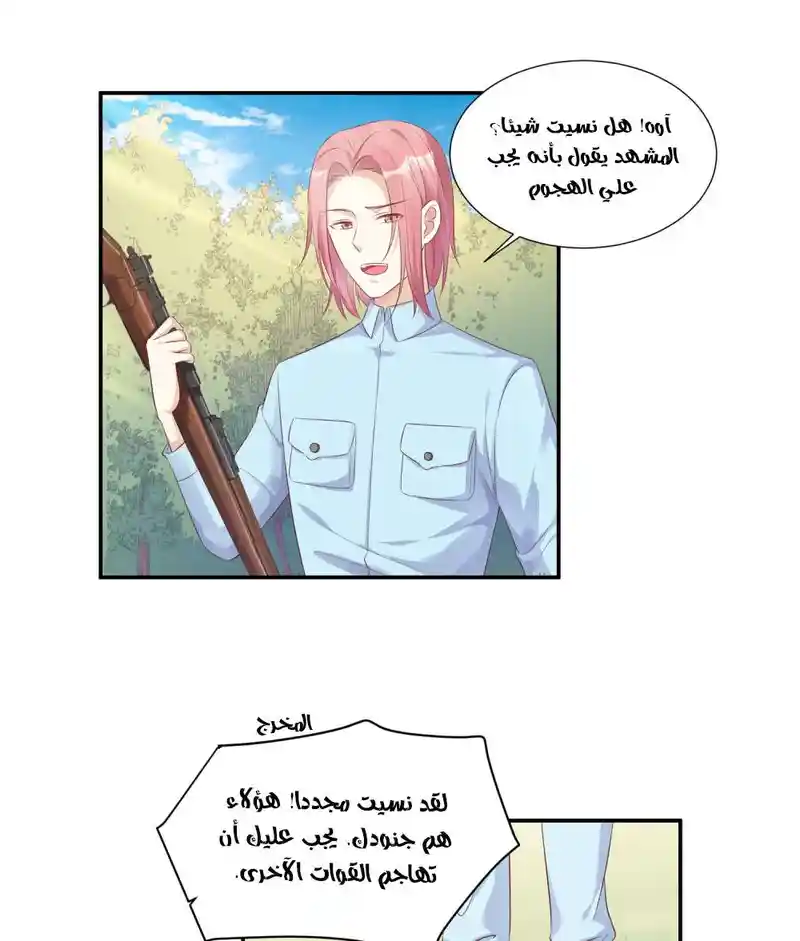 آوه! هل نسيت شيئا؟
المشهد يقول بأنه يجب
علي الهجوم
المخرج
لقد نسيت مجددا! هؤلاء
هم جنودك. يجب عليك أن
تهاجم القوات الآخرى.